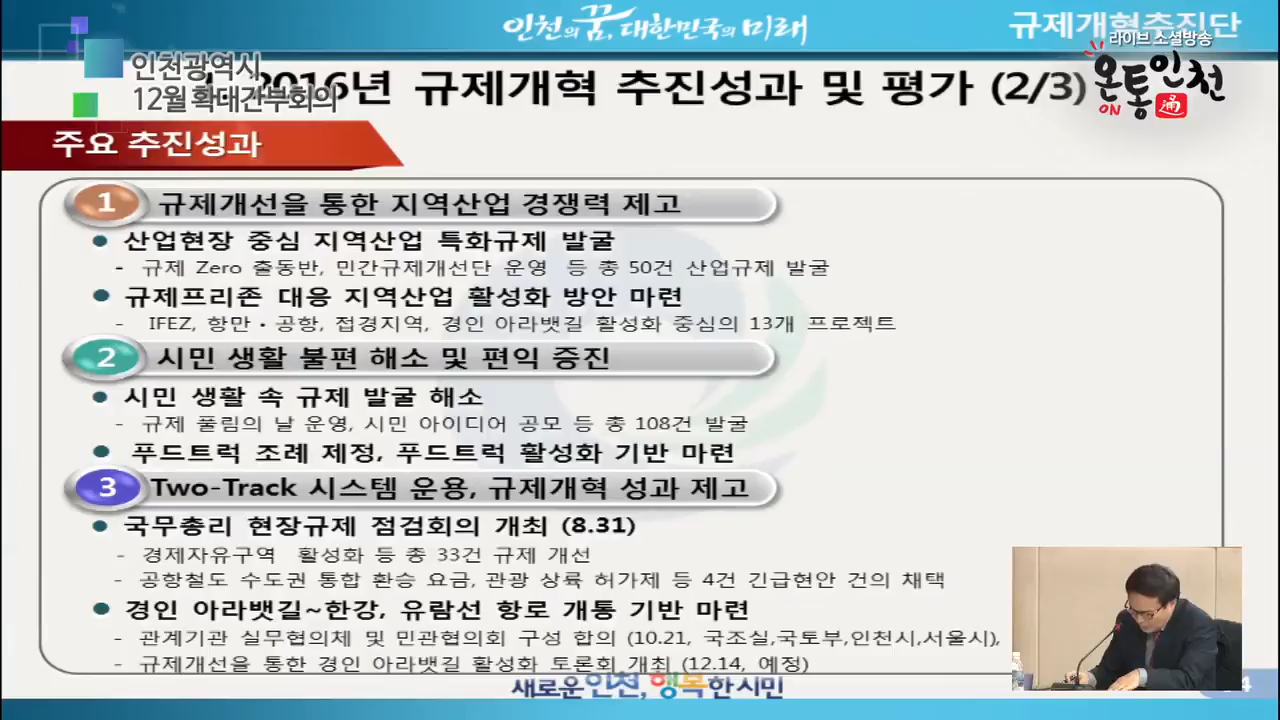 인천의 꿈, 대한민국의 미래
규제개혁추진단
라이브 소셜방송
온통인천
ON 通
인천광역시
12월 확대간부회의
2016년 규제개혁 추진성과 및 평가 (2/3)
주요 추진성과
1 규제개선을 통한 지역산업 경쟁력 제고
● 산업현장 중심 지역산업 특화규제 발굴
- 규제 Zero 출동반, 민간규제개선단 운영 등 총 50건 산업규제 발굴
● 규제프리존 대응 지역산업 활성화 방안 마련
- IFEZ, 항만·공항, 접경지역, 경인 아라뱃길 활성화 중심의 13개 프로젝트
2 시민 생활 불편 해소 및 편익 증진
● 시민 생활 속 규제 발굴 해소
- 규제 풀림의 날 운영, 시민 아이디어 공모 등 총 108건 발굴
● 푸드트럭 조례 제정, 푸드트럭 활성화 기반 마련
3 Two-Track 시스템 운용, 규제개혁 성과 제고
● 국무총리 현장규제 점검회의 개최 (8.31)
- 경제자유구역 활성화 등 총 33건 규제 개선
- 공항철도 수도권 통합 환승 요금, 관광 상륙 허가제 등 4건 긴급현안 건의 채택
● 경인 아라뱃길~한강, 유람선 항로 개통 기반 마련
- 관계기관 실무협의체 및 민관협의회 구성 합의 (10.21, 국조실,국토부,인천시,서울시),
- 규제개선을 통한 경인 아라뱃길 활성화 토론회 개최 (12.14, 예정)
새로운 인천, 행복한 시민